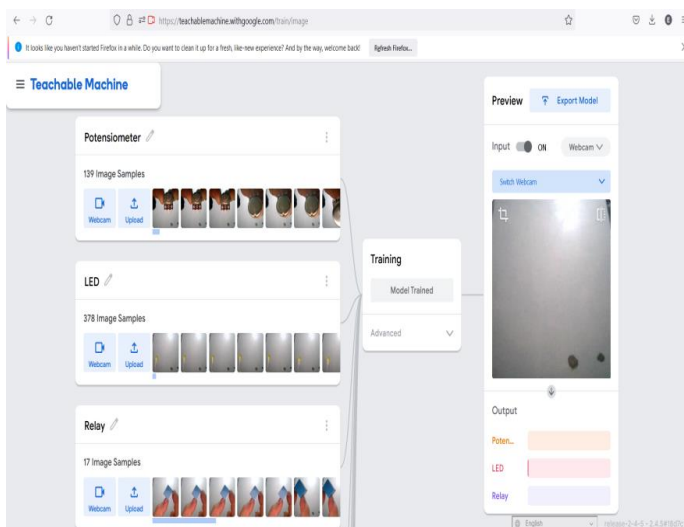 https://teachablemachine.withgoogle.com/train/image
It looks like you haven't started Firefox in a while. Do you want to clean it up for a fresh, like-new experience? And by the way, welcome back!
Refresh Firefox...
Teachable Machine
Preview
Export Model
Potensiometer
Input
ON
Webcam
139 Image Samples
Switch Webcam
Webcam
Upload
Training
LED
Model Trained
378 Image Samples
Advanced
Webcam
Upload
Output
Relay
Poten...
17 Image Samples
LED
Webcam
Upload
Relay
English